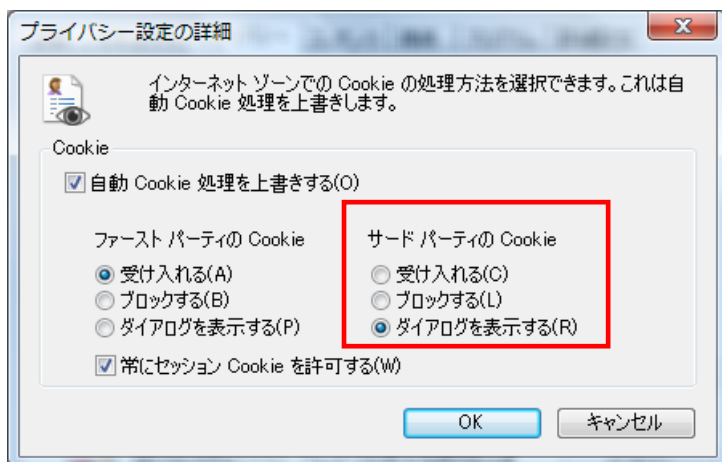 プライバシー設定の詳細
インターネット ゾーンでの Cookie の処理方法を選択できます。これは自
動 Cookie 処理を上書きします。
Cookie
自動 Cookie 処理を上書きする(O)
ファースト パーティの Cookie
受け入れる(A)
ブロックする(B)
ダイアログを表示する(P)
サード パーティの Cookie
受け入れる(C)
ブロックする(L)
ダイアログを表示する(R)
常にセッション Cookie を許可する(W)
OK
キャンセル